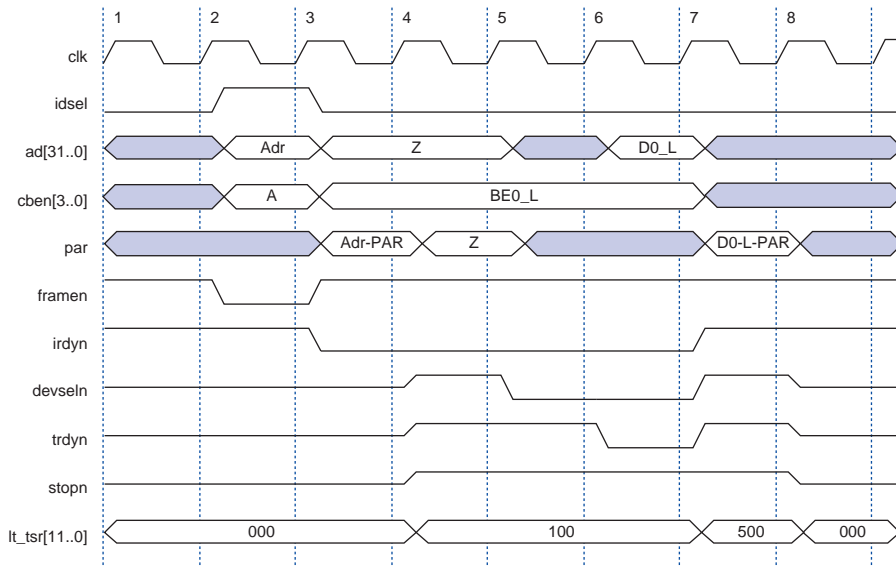 1 2 3 4 5 6 7 8
clk
idsel
ad[31..0] Adr Z D0_L
cben[3..0] A BE0_L
par Adr-PAR Z D0-L-PAR
framen
irdyn
devseln
trdyn
stopn
lt_tsr[11..0] 000 100 500 000